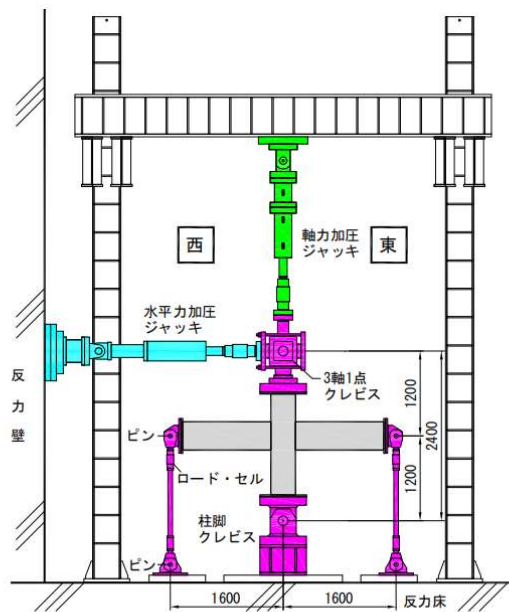 西
東
軸力加圧
ジャッキ
水平力加圧
ジャッキ
反力壁
3軸1点
クレビス
1200
2400
ピン
ロード・セル
1200
柱脚
クレビス
ピン
1600
1600
反力床